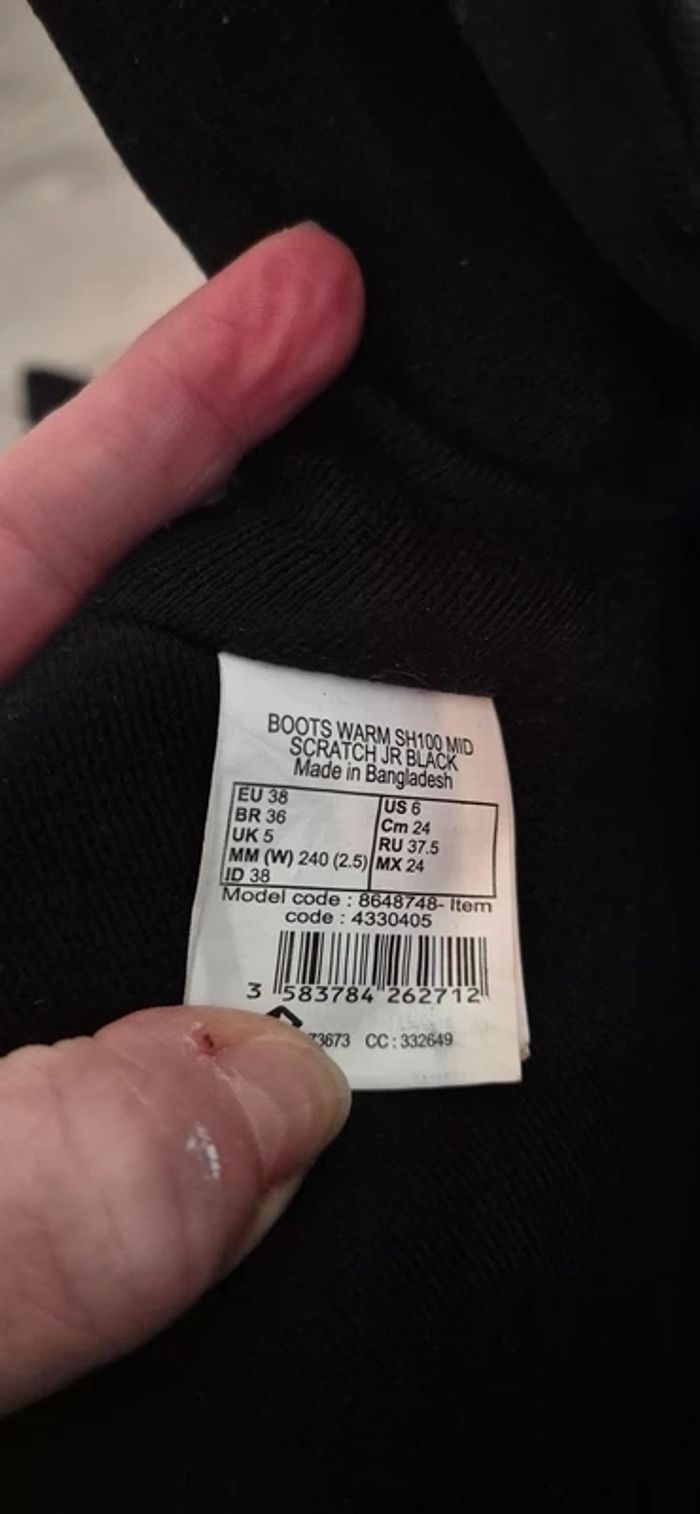 BOOTS WARM SH100 MID
SCRATCH JR BLACK
Made in Bangladesh
EU 38
BR 36
UK 5
MM (W) 240 (2.5)
ID 38
US 6
Cm 24
RU 37.5
MX 24
Model code : 8648748- Item
code : 4330405
3 583784 262712
73673 CC : 332649